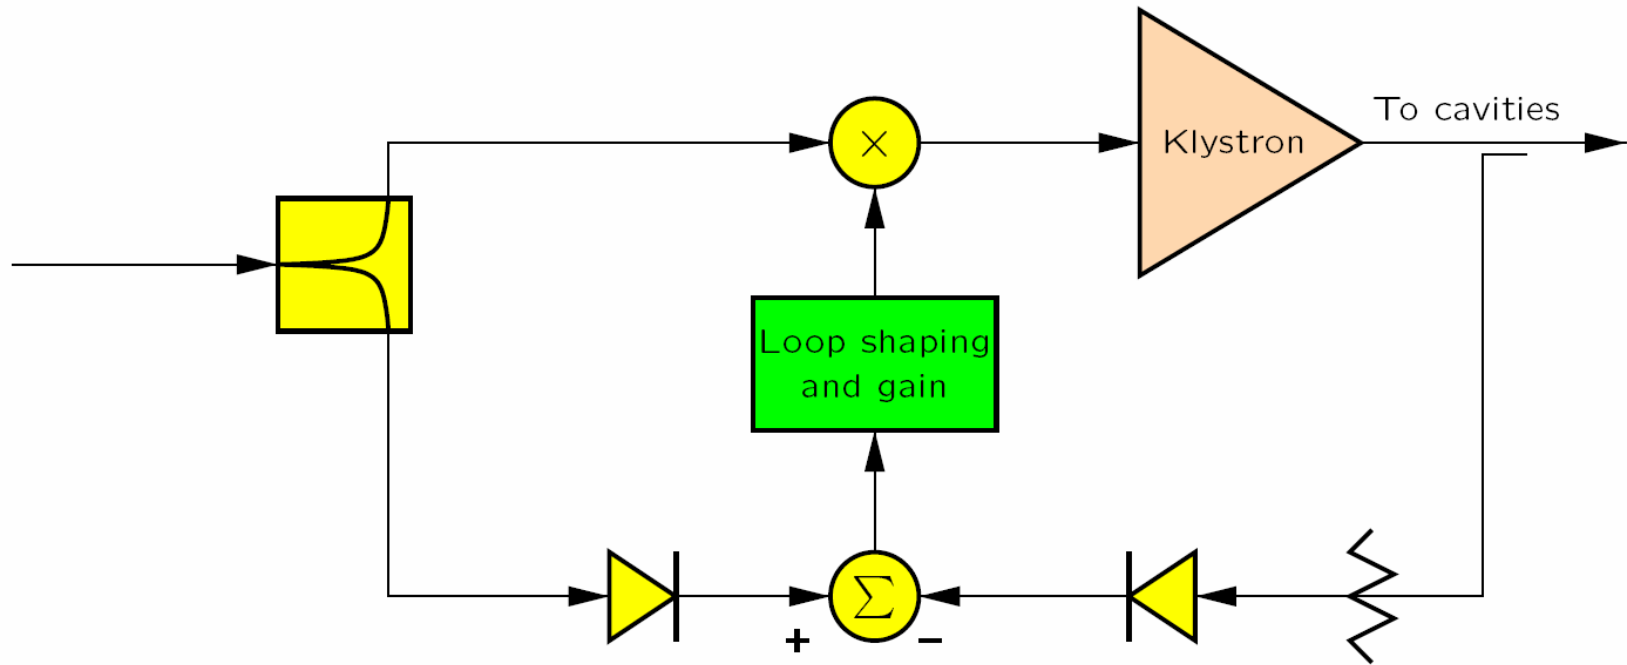 To cavities
×
Klystron
Loop shaping
and gain
Σ
+ −